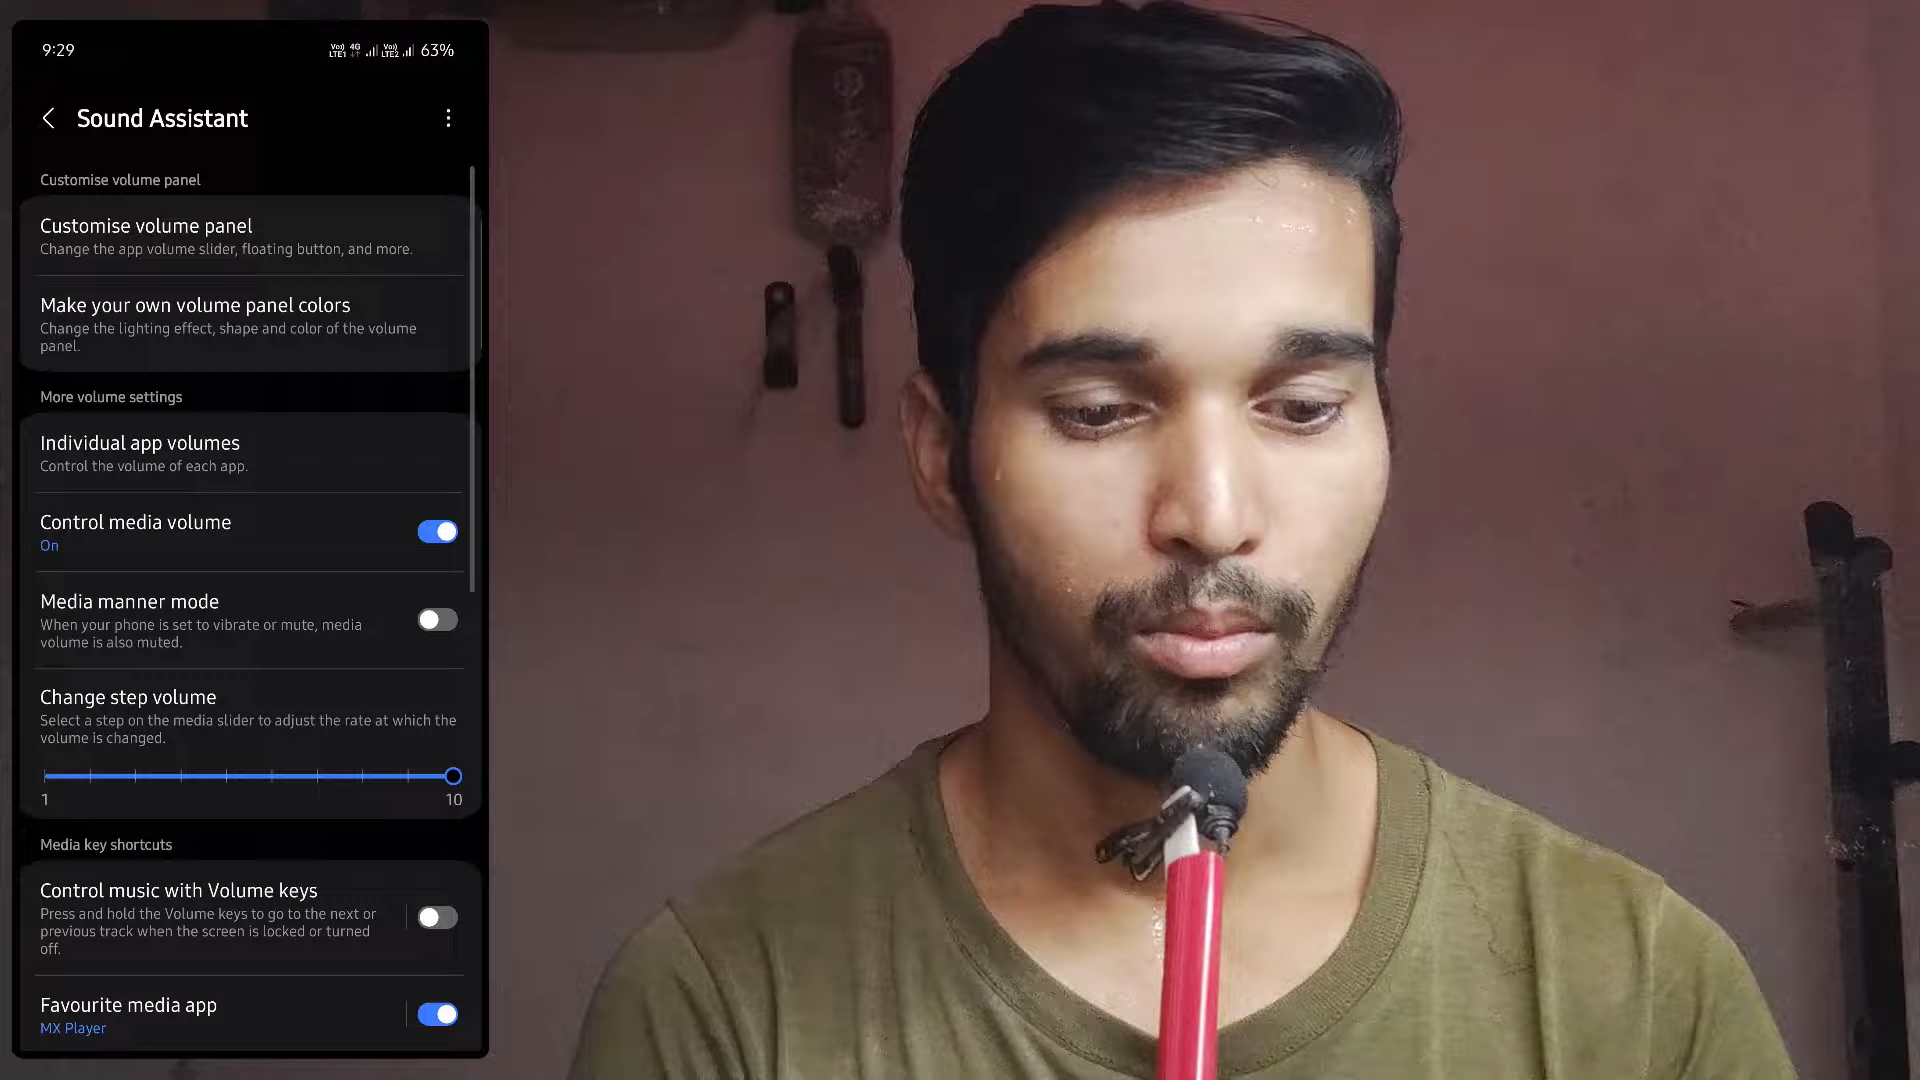 9:29
Vo) 4G Vo) 63%
LTE1 LTE2
Sound Assistant
Customise volume panel
Customise volume panel
Change the app volume slider, floating button, and more.
Make your own volume panel colors
Change the lighting effect, shape and color of the volume
panel.
More volume settings
Individual app volumes
Control the volume of each app.
Control media volume
On
Media manner mode
When your phone is set to vibrate or mute, media
volume is also muted.
Change step volume
Select a step on the media slider to adjust the rate at which the
volume is changed.
1 10
Media key shortcuts
Control music with Volume keys
Press and hold the Volume keys to go to the next or
previous track when the screen is locked or turned
off.
Favourite media app
MX Player